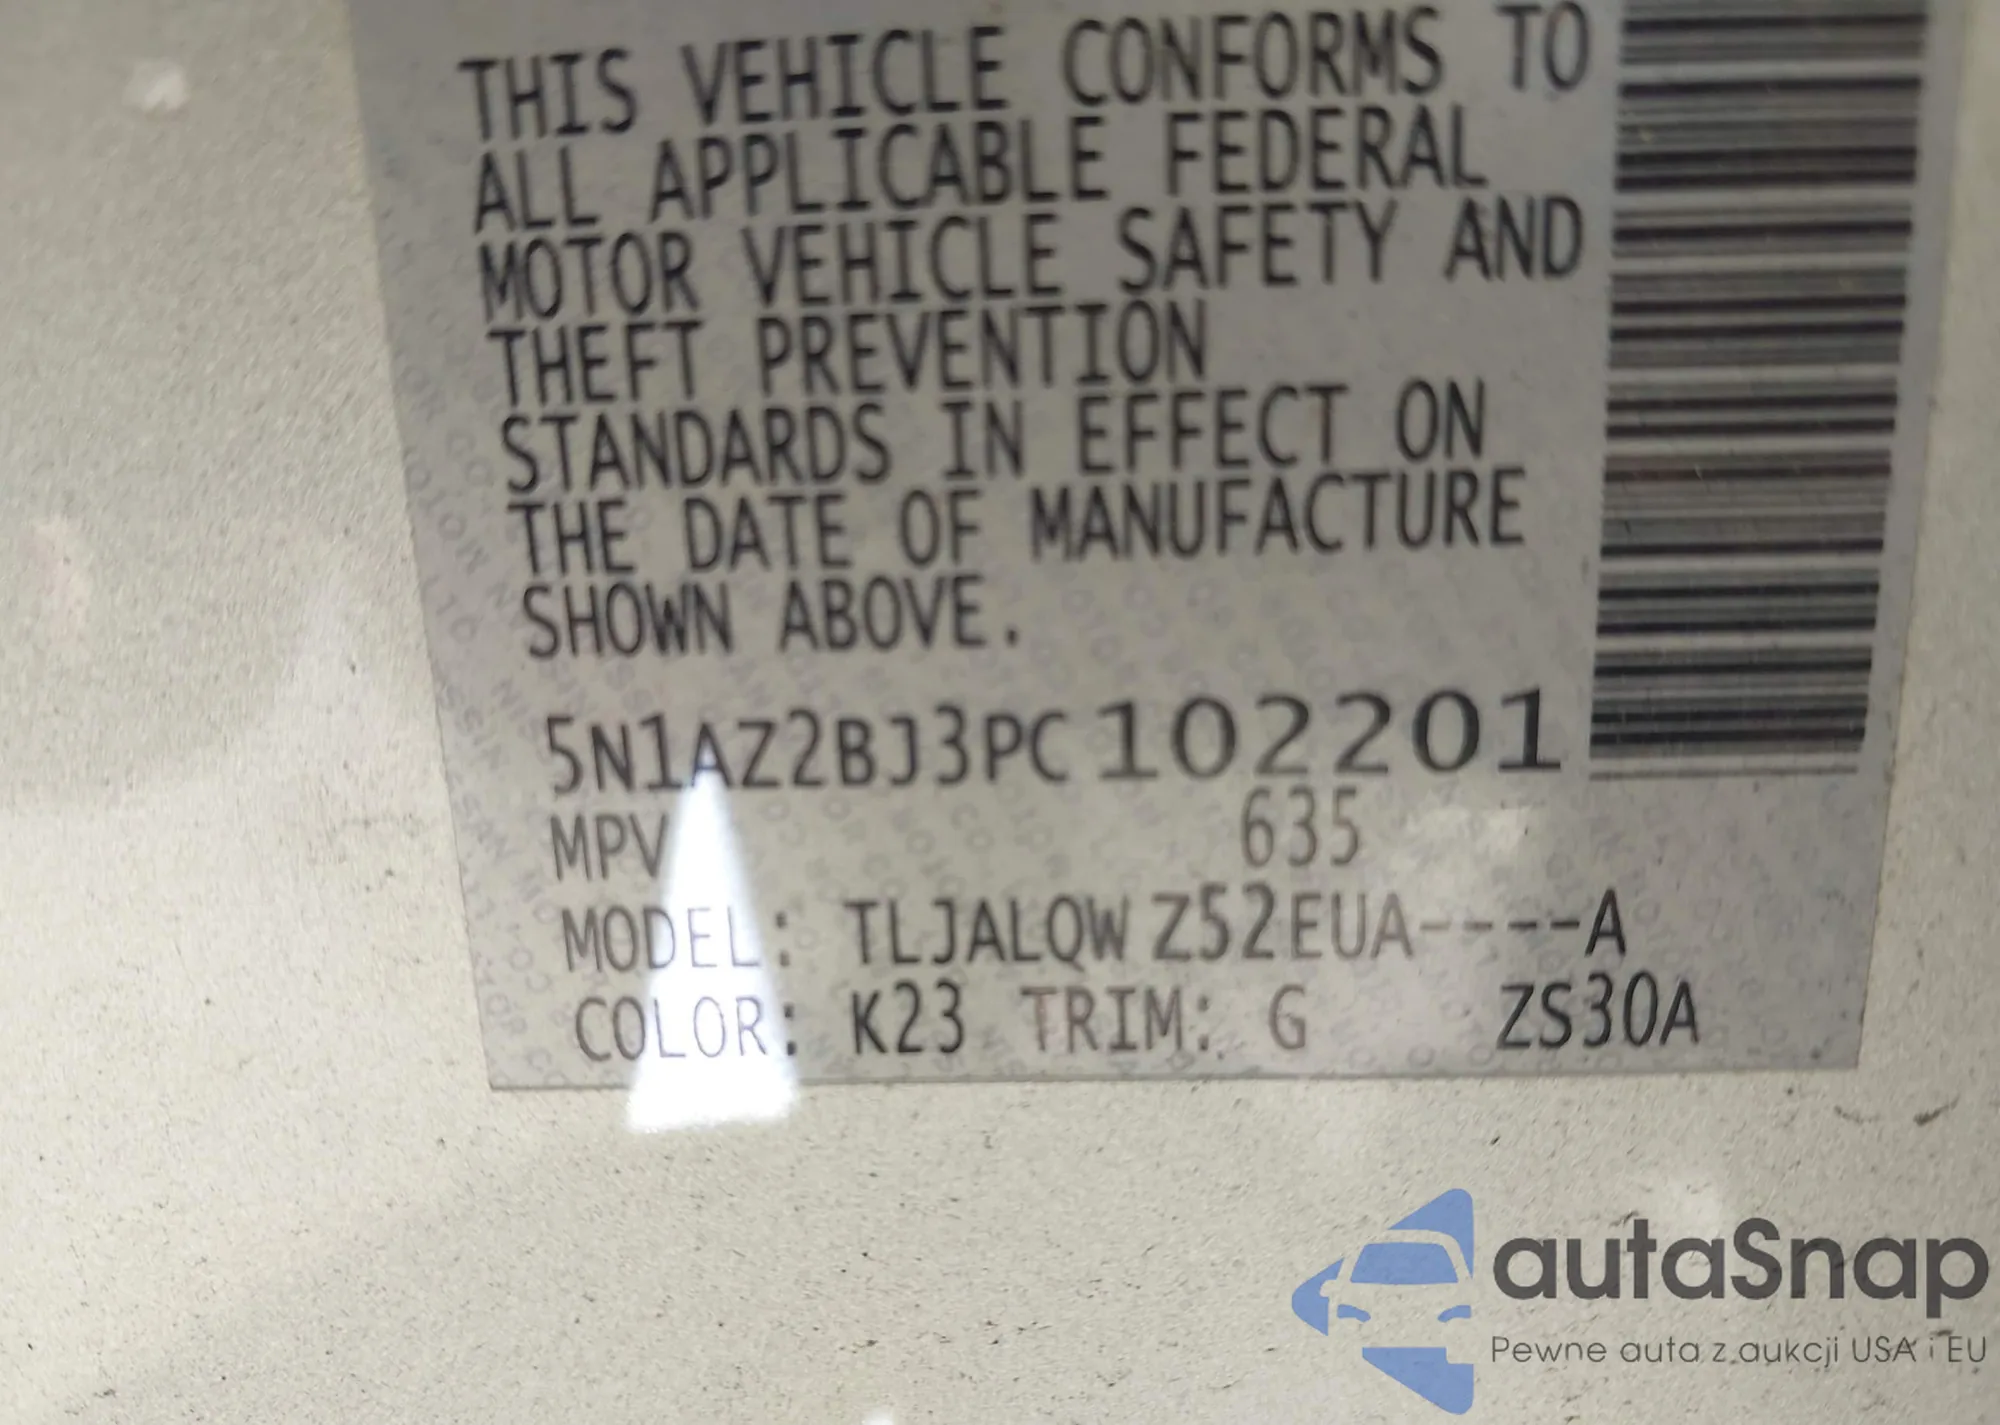 THIS VEHICLE CONFORMS TO
ALL APPLICABLE FEDERAL
MOTOR VEHICLE SAFETY AND
THEFT PREVENTION
STANDARDS IN EFFECT ON
THE DATE OF MANUFACTURE
SHOWN ABOVE.
5N1AZ2BJ3PC102201
MPV 635
MODEL: TLJALQW Z52EUA----A
COLOR: K23 TRIM: G ZS30A
autaSnap
Pewne auta z aukcji USA i EU